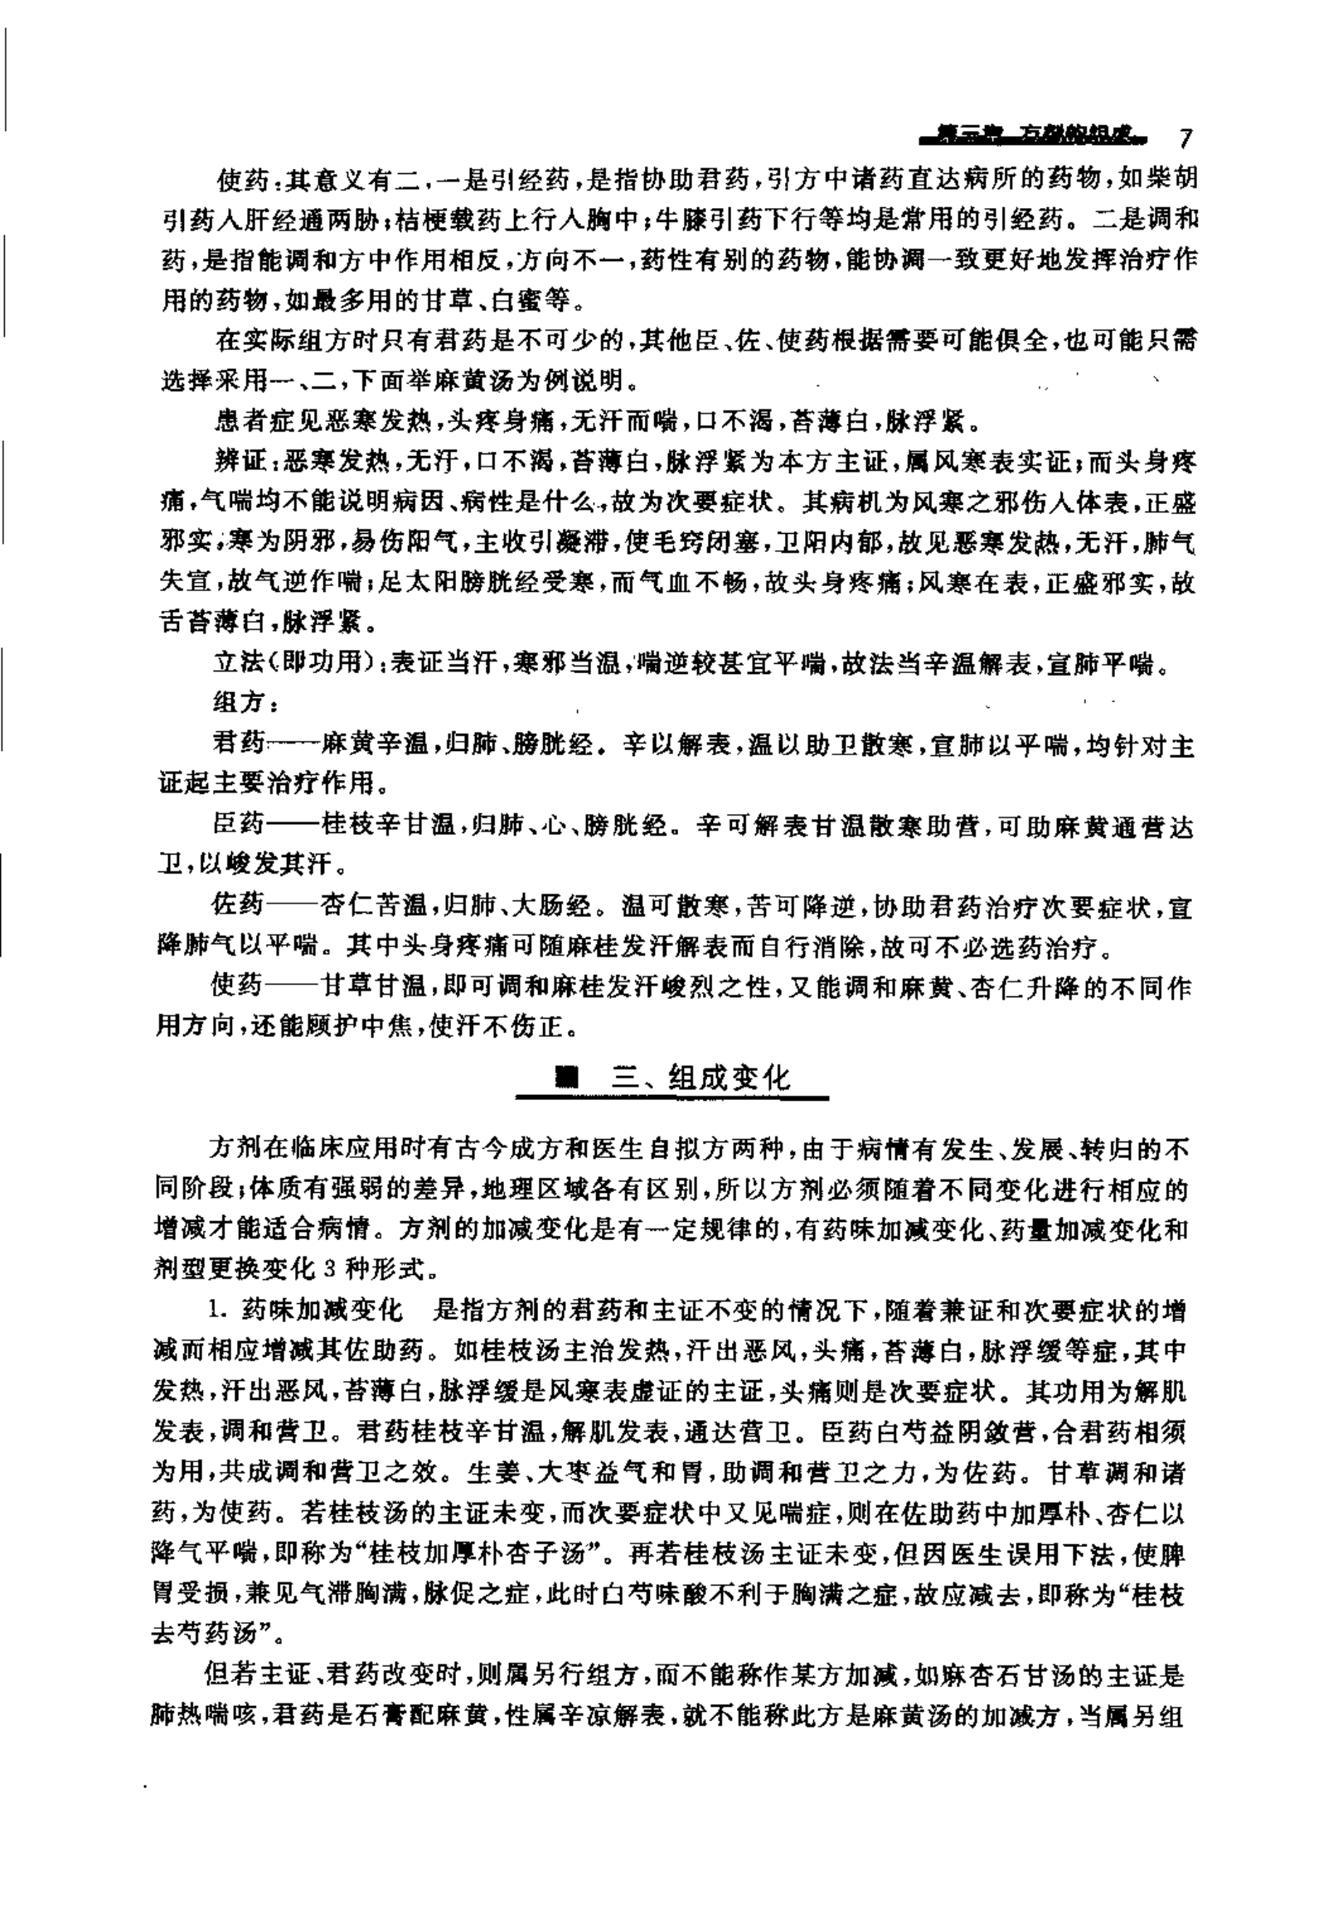 第三章 方剂的组成 7
使药：其意义有二，一是引经药，是指协助君药，引方中诸药直达病所的药物，如柴胡
引药人肝经通两胁；桔梗载药上行人胸中；牛膝引药下行等均是常用的引经药。二是调和
药，是指能调和方中作用相反，方向不一，药性有别的药物，能协调一致更好地发挥治疗作
用的药物，如最多用的甘草、白蜜等。
在实际组方时只有君药是不可少的，其他臣、佐、使药根据需要可能俱全，也可能只需
选择采用一、二，下面举麻黄汤为例说明。
患者症见恶寒发热，头疼身痛，无汗而喘，口不渴，苔薄白，脉浮紧。
辨证：恶寒发热，无汗，口不渴，苔薄白，脉浮紧为本方主证，属风寒表实证；而头身疼
痛，气喘均不能说明病因、病性是什么，故为次要症状。其病机为风寒之邪伤人体表，正盛
邪实，寒为阴邪，易伤阳气，主收引凝滞，使毛窍闭塞，卫阳内郁，故见恶寒发热，无汗，肺气
失宣，故气逆作喘；足太阳膀胱经受寒，而气血不畅，故头身疼痛；风寒在表，正盛邪实，故
舌苔薄白，脉浮紧。
立法（即功用）：表证当汗，寒邪当温，喘逆较甚宜平喘，故法当辛温解表，宣肺平喘。
组方：
君药——麻黄辛温，归肺、膀胱经。辛以解表，温以助卫散寒，宣肺以平喘，均针对主
证起主要治疗作用。
臣药——桂枝辛甘温，归肺、心、膀胱经。辛可解表甘温散寒助营，可助麻黄通营达
卫，以峻发其汗。
佐药——杏仁苦温，归肺、大肠经。温可散寒，苦可降逆，协助君药治疗次要症状，宣
降肺气以平喘。其中头身疼痛可随麻桂发汗解表而自行消除，故可不必选药治疗。
使药——甘草甘温，即可调和麻桂发汗峻烈之性，又能调和麻黄、杏仁升降的不同作
用方向，还能顾护中焦，使汗不伤正。
■ 三、组成变化
方剂在临床应用时有古今成方和医生自拟方两种，由于病情有发生、发展、转归的不
同阶段；体质有强弱的差异，地理区域各有区别，所以方剂必须随着不同变化进行相应的
增减才能适合病情。方剂的加减变化是有一定规律的，有药味加减变化、药量加减变化和
剂型更换变化 3 种形式。
1. 药味加减变化 是指方剂的君药和主证不变的情况下，随着兼证和次要症状的增
减而相应增减其佐助药。如桂枝汤主治发热，汗出恶风，头痛，苔薄白，脉浮缓等症，其中
发热，汗出恶风，苔薄白，脉浮缓是风寒表虚证的主证，头痛则是次要症状。其功用为解肌
发表，调和营卫。君药桂枝辛甘温，解肌发表，通达营卫。臣药白芍益阴敛营，合君药相须
为用，共成调和营卫之效。生姜、大枣益气和胃，助调和营卫之力，为佐药。甘草调和诸
药，为使药。若桂枝汤的主证未变，而次要症状中又见喘症，则在佐助药中加厚朴、杏仁以
降气平喘，即称为“桂枝加厚朴杏子汤”。再若桂枝汤主证未变，但因医生误用下法，使脾
胃受损，兼见气滞胸满，脉促之症，此时白芍味酸不利于胸满之症，故应减去，即称为“桂枝
去芍药汤”。
但若主证、君药改变时，则属另行组方，而不能称作某方加减，如麻杏石甘汤的主证是
肺热喘咳，君药是石膏配麻黄，性属辛凉解表，就不能称此方是麻黄汤的加减方，当属另组